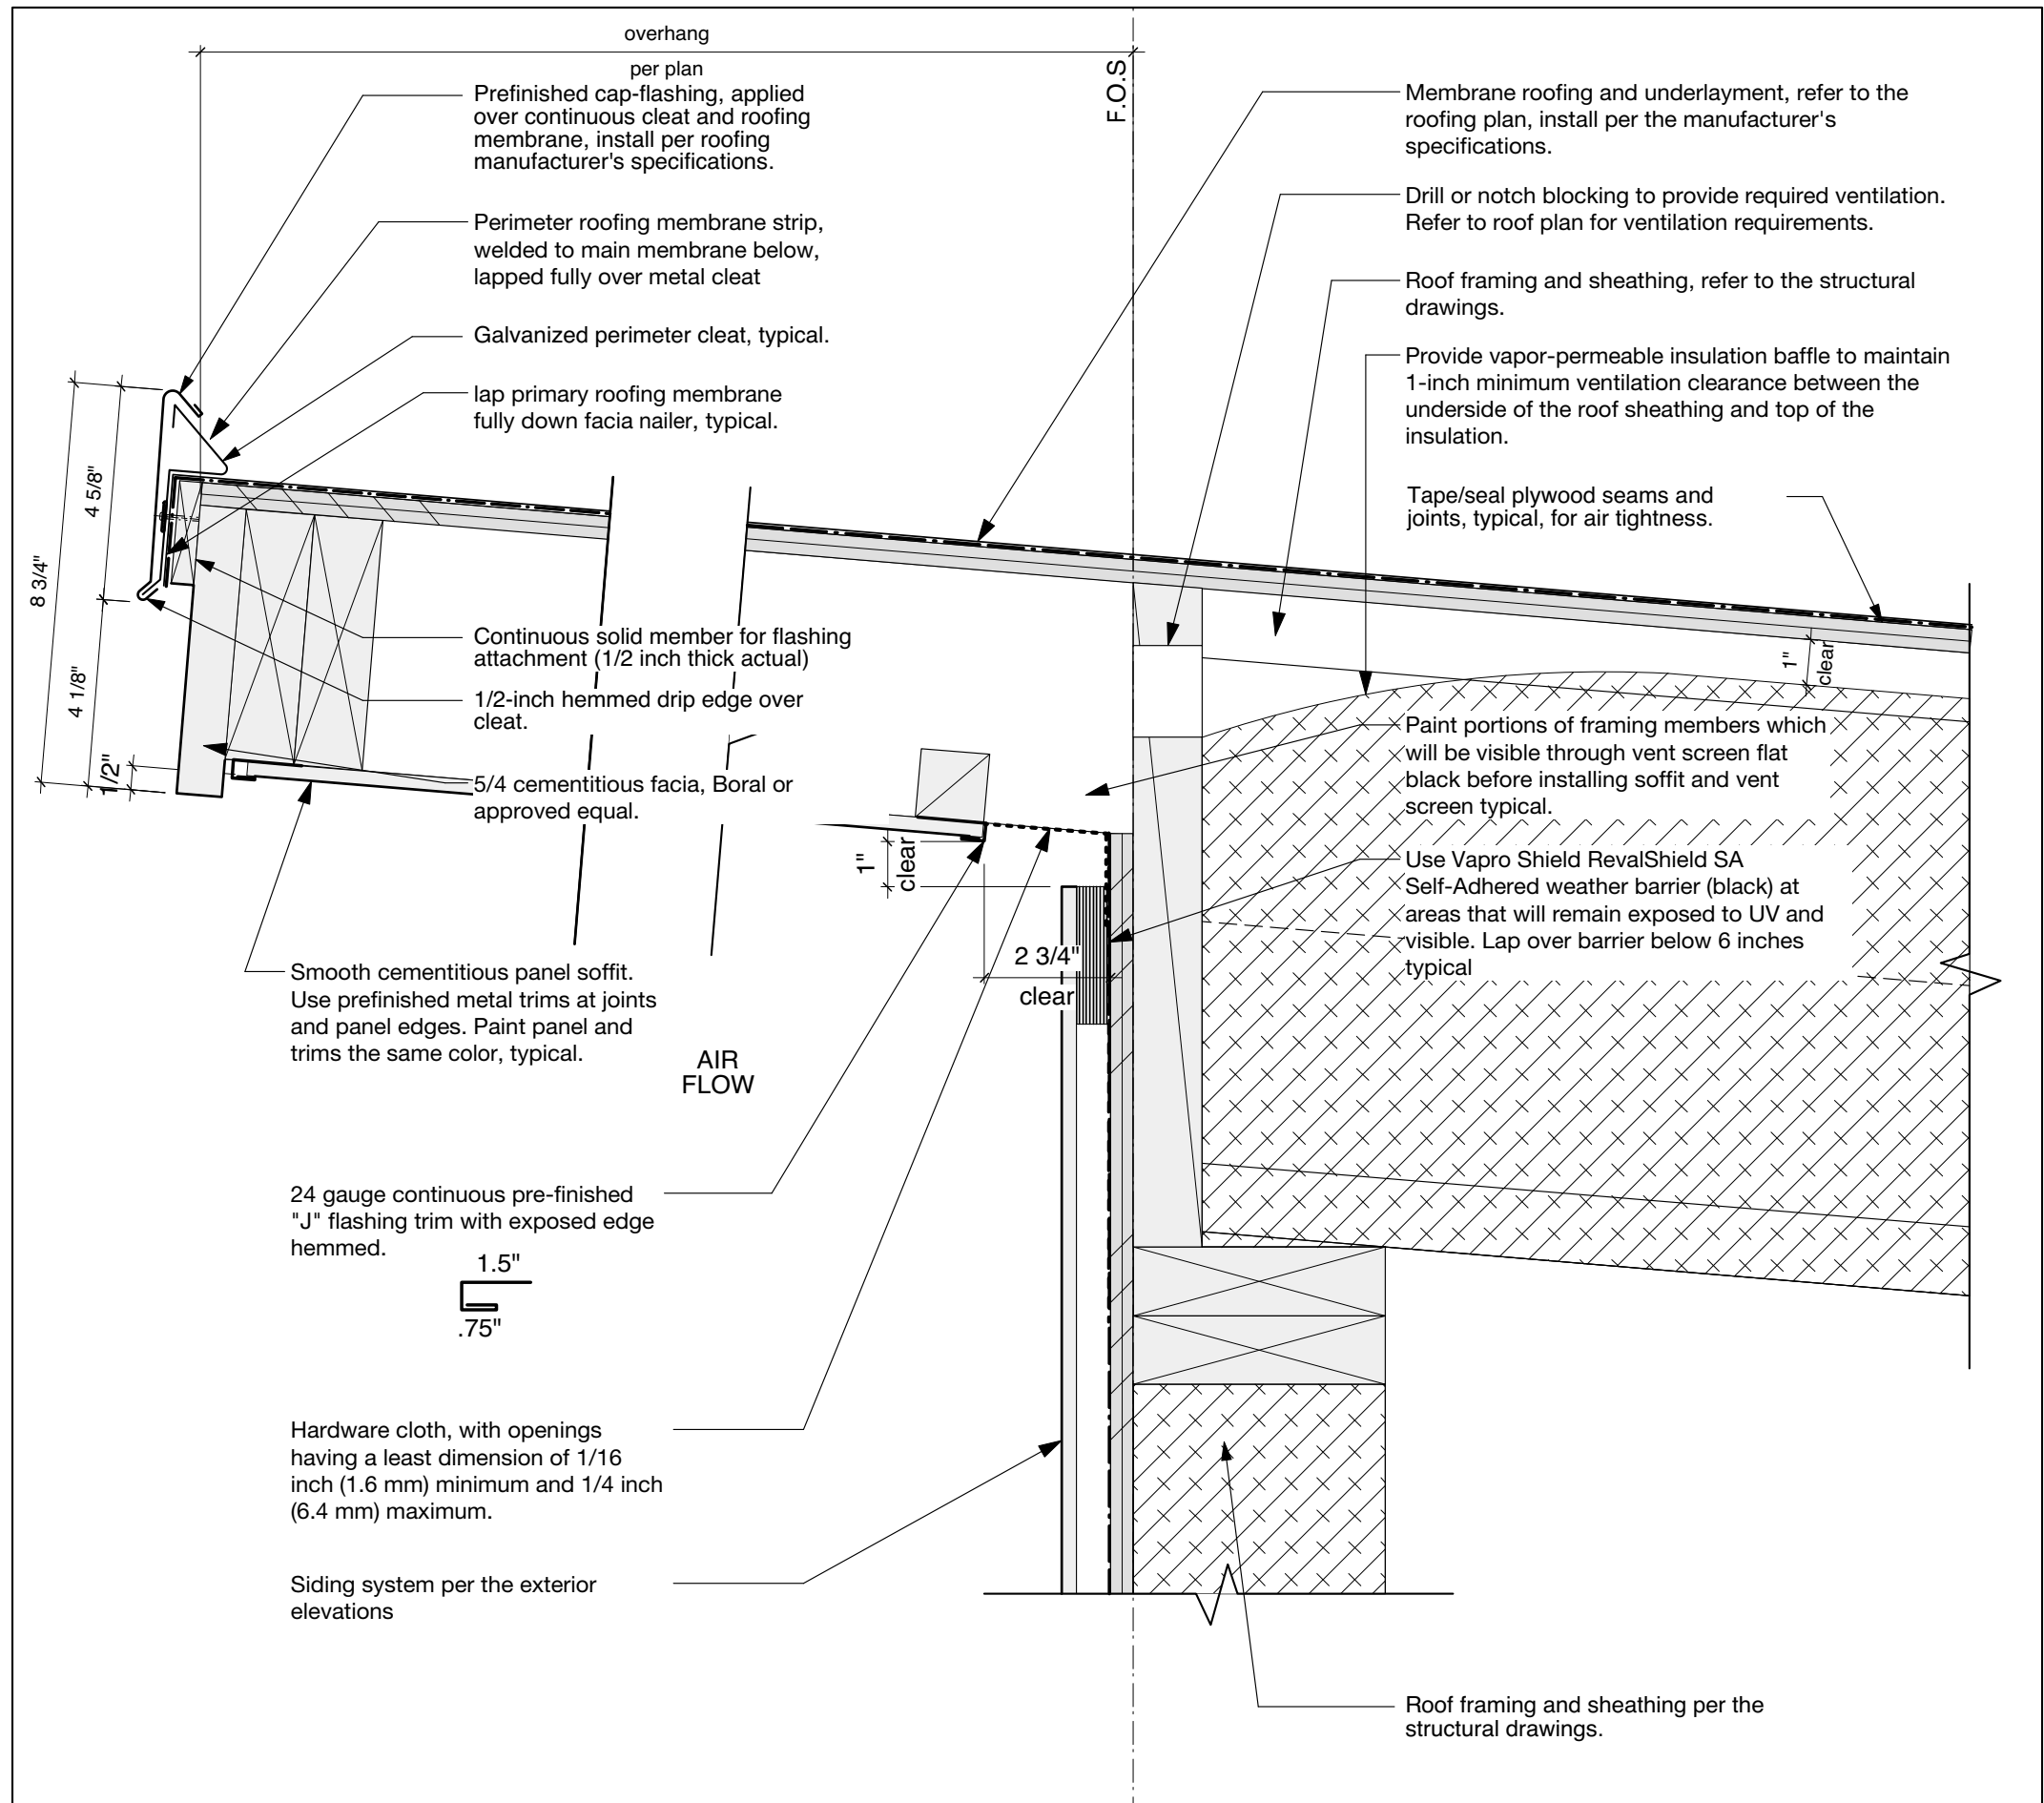 overhang
per plan
F.O.S
Prefinished cap-flashing, applied
over continuous cleat and roofing
membrane, install per roofing
manufacturer's specifications.
Perimeter roofing membrane strip,
welded to main membrane below,
lapped fully over metal cleat
Galvanized perimeter cleat, typical.
lap primary roofing membrane
fully down facia nailer, typical.
Membrane roofing and underlayment, refer to the
roofing plan, install per the manufacturer's
specifications.
Drill or notch blocking to provide required ventilation.
Refer to roof plan for ventilation requirements.
Roof framing and sheathing, refer to the structural
drawings.
Provide vapor-permeable insulation baffle to maintain
1-inch minimum ventilation clearance between the
underside of the roof sheathing and top of the
insulation.
Tape/seal plywood seams and
joints, typical, for air tightness.
4 5/8"
8 3/4"
4 1/8"
1/2"
Continuous solid member for flashing
attachment (1/2 inch thick actual)
1/2-inch hemmed drip edge over
cleat.
5/4 cementitious facia, Boral or
approved equal.
1"
clear
Paint portions of framing members which
will be visible through vent screen flat
black before installing soffit and vent
screen typical.
1"
clear
Use Vapro Shield RevalShield SA
Self-Adhered weather barrier (black) at
areas that will remain exposed to UV and
visible. Lap over barrier below 6 inches
typical
2 3/4"
clear
Smooth cementitious panel soffit.
Use prefinished metal trims at joints
and panel edges. Paint panel and
trims the same color, typical.
AIR
FLOW
24 gauge continuous pre-finished
"J" flashing trim with exposed edge
hemmed.
1.5"
.75"
Hardware cloth, with openings
having a least dimension of 1/16
inch (1.6 mm) minimum and 1/4 inch
(6.4 mm) maximum.
Siding system per the exterior
elevations
Roof framing and sheathing per the
structural drawings.